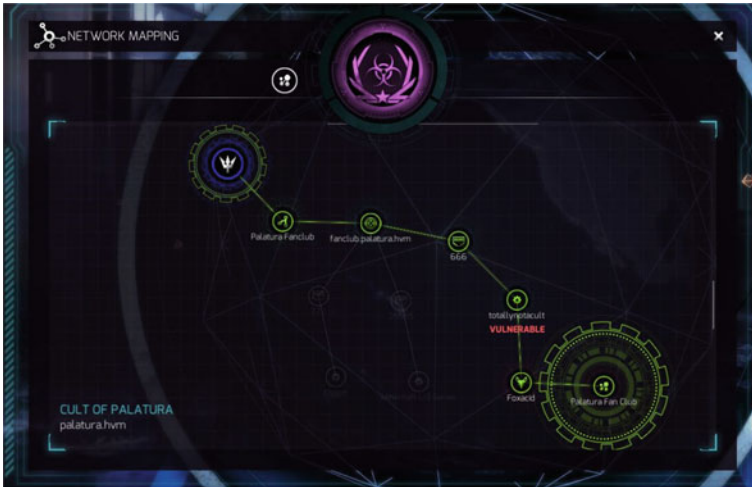 NETWORK MAPPING
Palatura Fanclub
fanclub.palatura.hvm
666
totallynotacult
VULNERABLE
Foxacid
Palatura Fan Club
CULT OF PALATURA
palatura.hvm